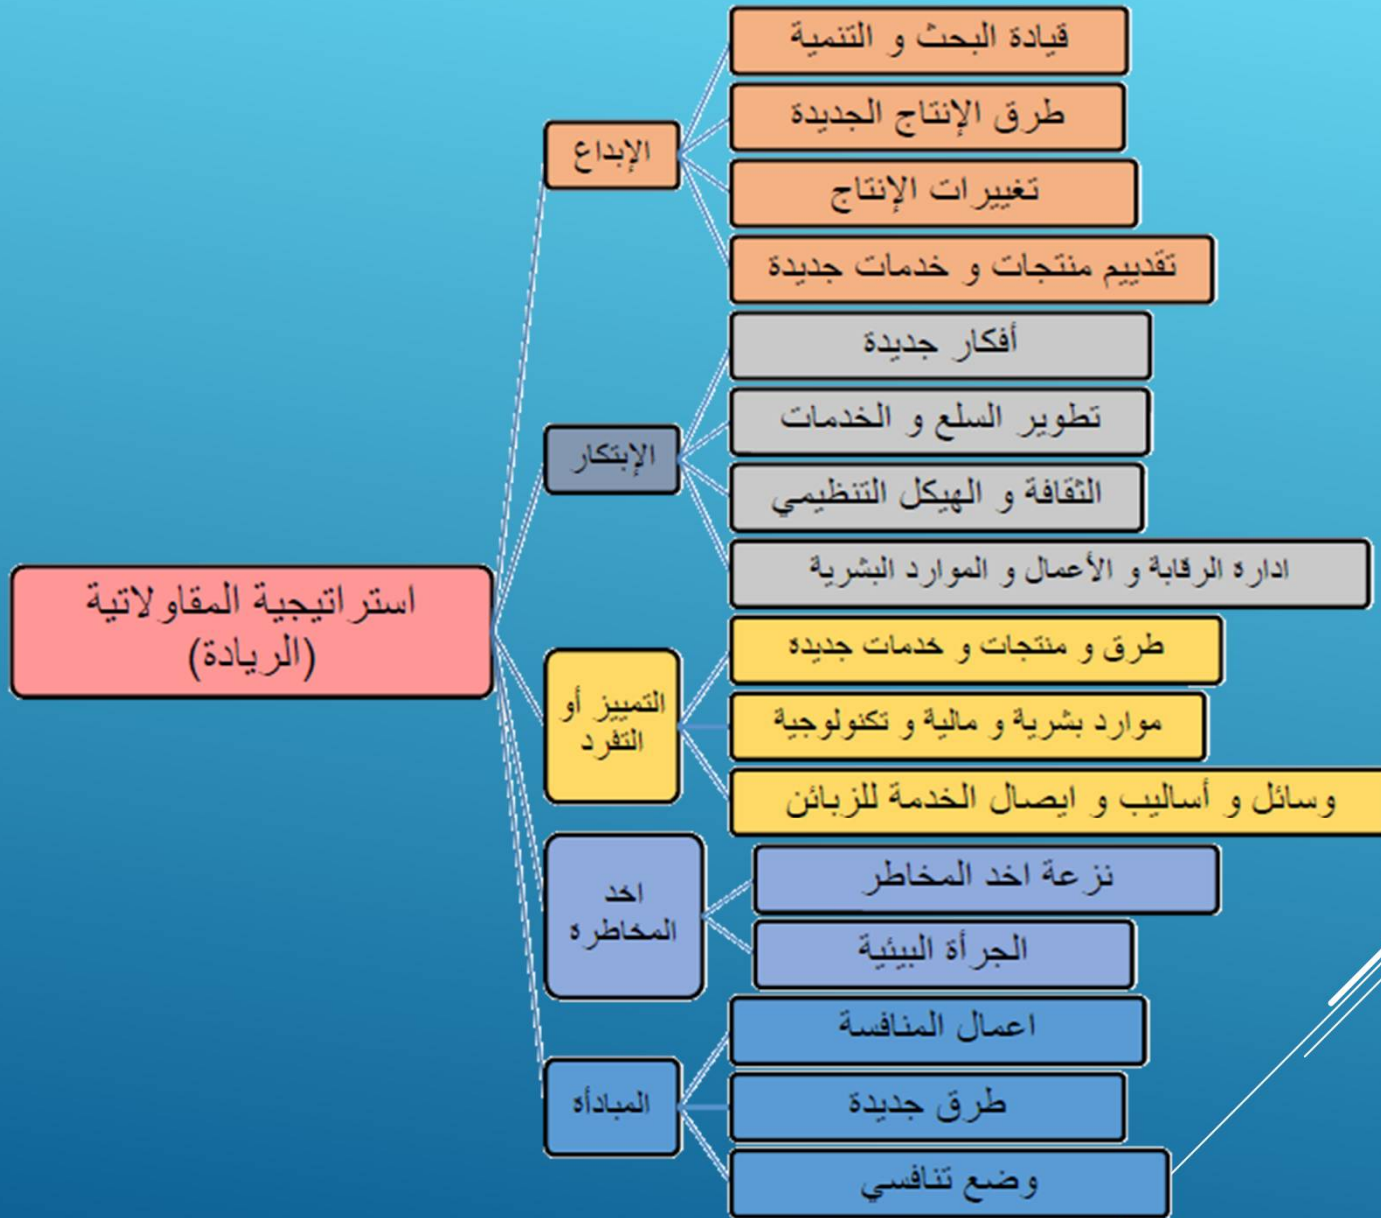 استراتيجية المقاولاتية
(الريادة)
الإبداع
قيادة البحث و التنمية
طرق الإنتاج الجديدة
تغييرات الإنتاج
تقدييم منتجات و خدمات جديدة
الإبتكار
أفكار جديدة
تطوير السلع و الخدمات
الثقافة و الهيكل التنظيمي
اداره الرقابة و الأعمال و الموارد البشرية
التمييز أو
التفرد
طرق و منتجات و خدمات جديده
موارد بشرية و مالية و تكنولوجية
وسائل و أساليب و ايصال الخدمة للزبائن
اخد
المخاطره
نزعة اخد المخاطر
الجرأة البيئية
المبادأة
اعمال المنافسة
طرق جديدة
وضع تنافسي